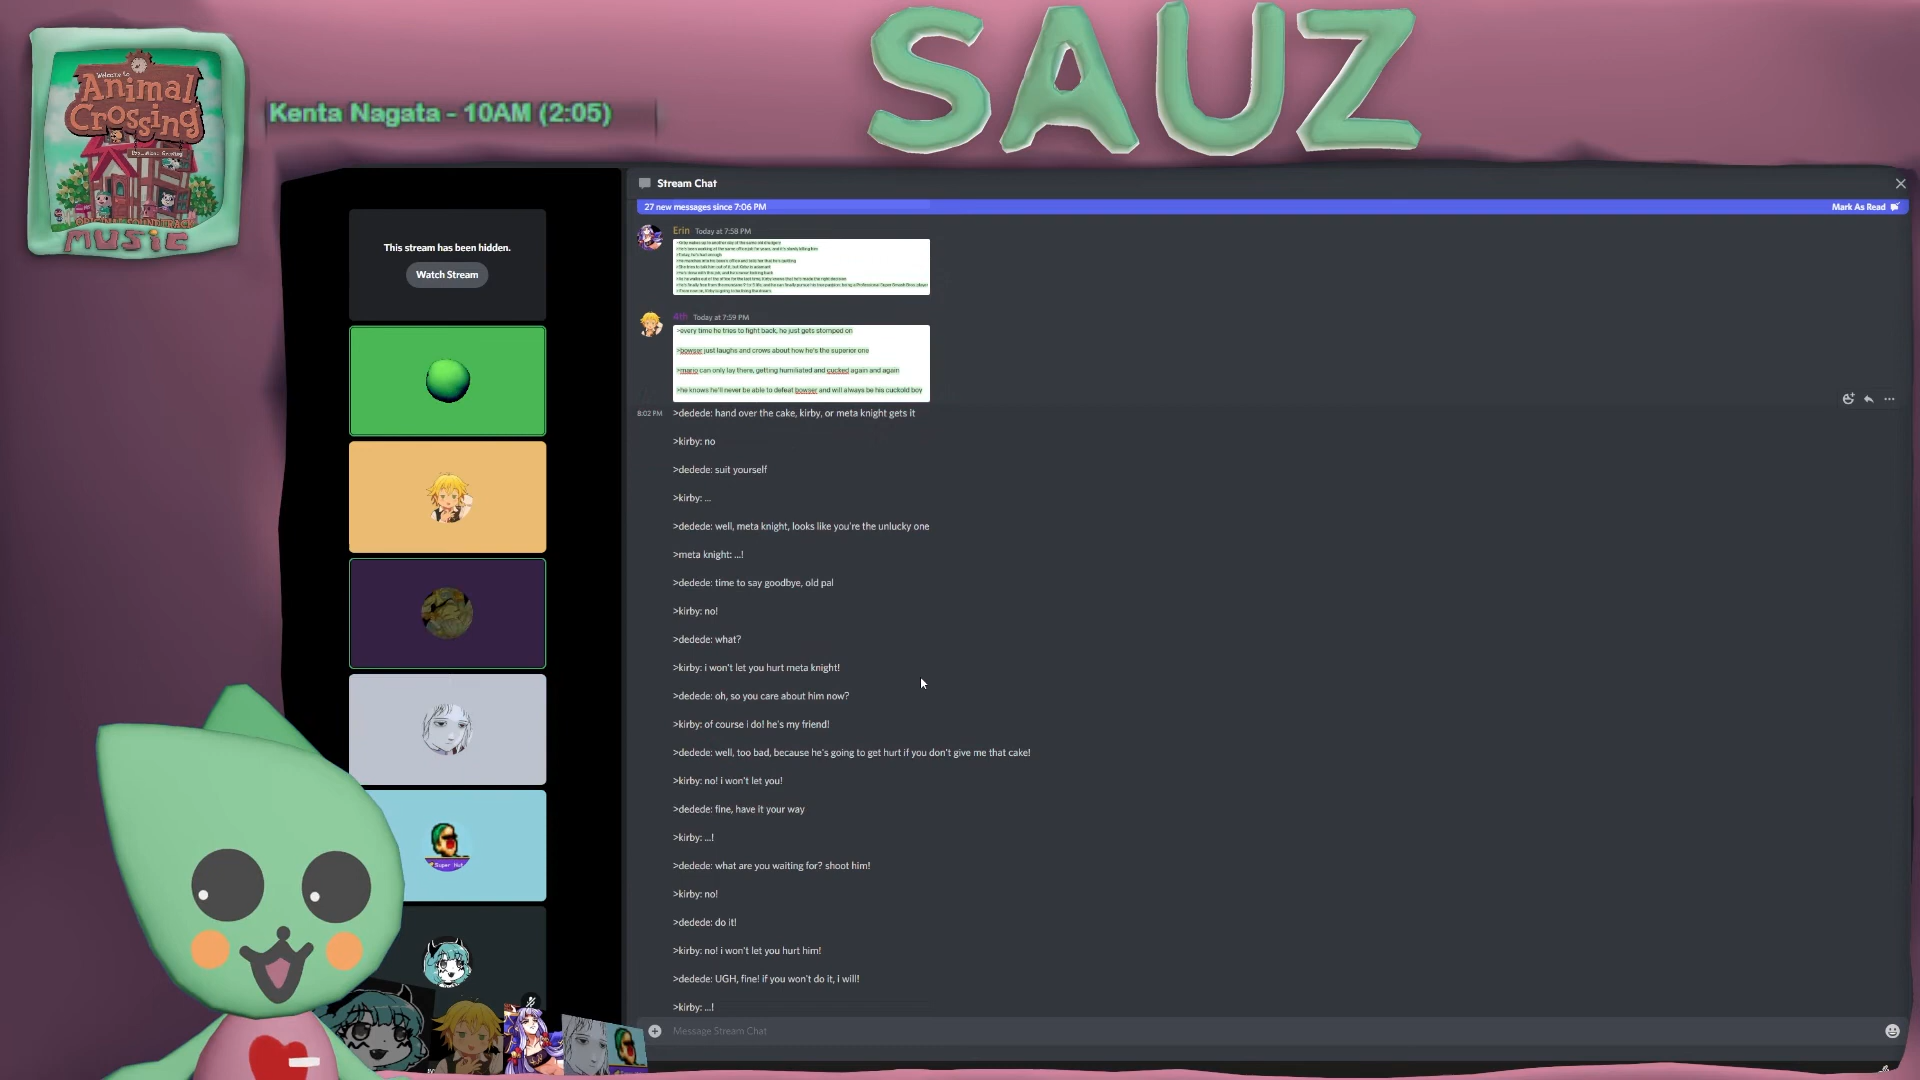 SAUZ
Welcome to
Animal
Crossing
MUSIC
Kenta Nagata - 10AM (2:05)
This stream has been hidden.
Watch Stream
Super Hut
Stream Chat
27 new messages since 7:06 PM
Mark As Read
Erin Today at 7:58 PM
4th Today at 7:59 PM
>every time he tries to fight back, he just gets stomped on
>bowser just laughs and crows about how he's the superior one
>mario can only lay there, getting humiliated and cucked again and again
>he knows he'll never be able to defeat bowser and will always be his cuckold boy
8:02 PM >dedede: hand over the cake, kirby, or meta knight gets it
>kirby: no
>dedede: suit yourself
>kirby: ...
>dedede: well, meta knight, looks like you're the unlucky one
>meta knight: ...!
>dedede: time to say goodbye, old pal
>kirby: no!
>dedede: what?
>kirby: i won't let you hurt meta knight!
>dedede: oh, so you care about him now?
>kirby: of course i do! he's my friend!
>dedede: well, too bad, because he's going to get hurt if you don't give me that cake!
>kirby: no! i won't let you!
>dedede: fine, have it your way
>kirby: ...!
>dedede: what are you waiting for? shoot him!
>kirby: no!
>dedede: do it!
>kirby: no! i won't let you hurt him!
>dedede: UGH, fine! if you won't do it, i will!
>kirby: ...!
Message Stream Chat